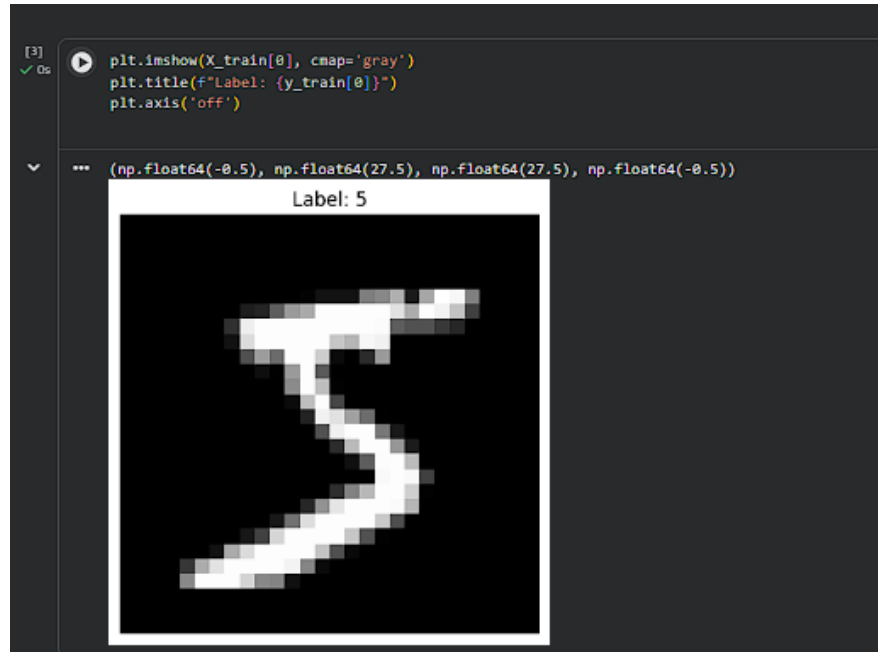 [3]
0s
plt.imshow(X_train[0], cmap='gray')
plt.title(f"Label: {y_train[0]}")
plt.axis('off')
(np.float64(-0.5), np.float64(27.5), np.float64(27.5), np.float64(-0.5))
Label: 5
5